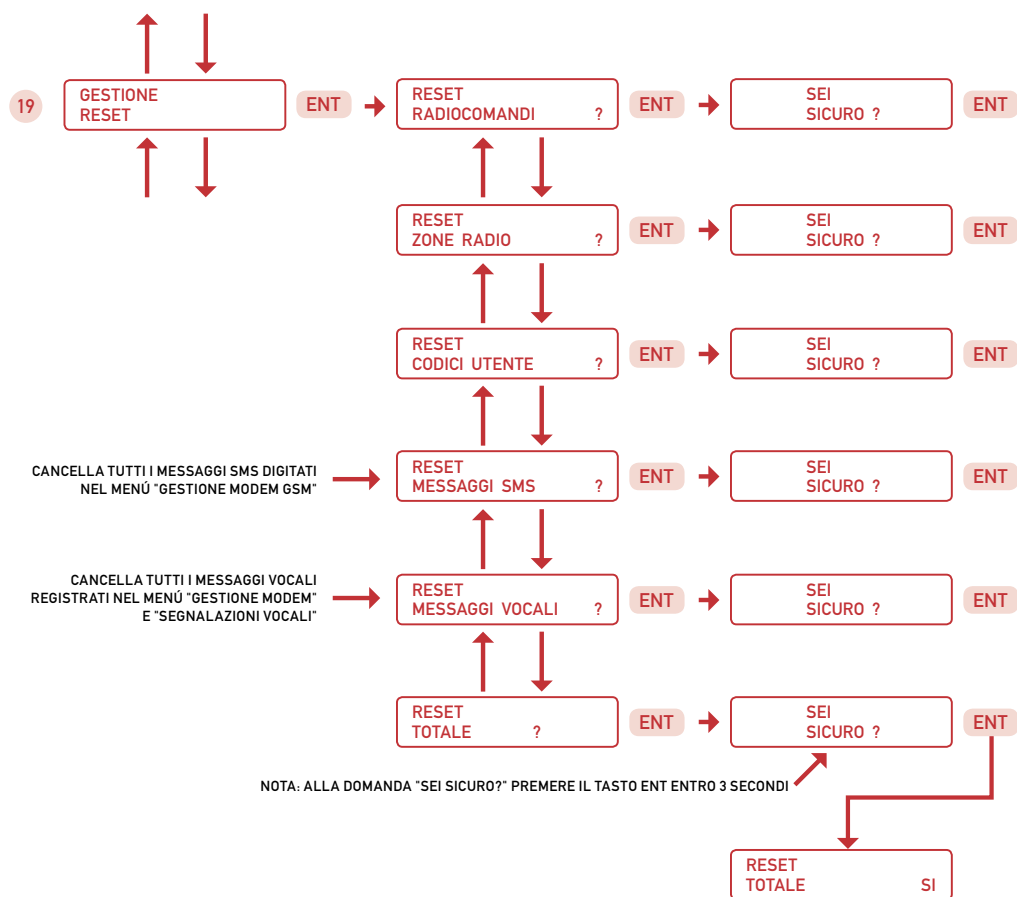 19
GESTIONE
RESET
ENT
RESET
RADIOCOMANDI ?
ENT
SEI
SICURO ?
ENT
RESET
ZONE RADIO ?
ENT
SEI
SICURO ?
ENT
RESET
CODICI UTENTE ?
ENT
SEI
SICURO ?
ENT
CANCELLA TUTTI I MESSAGGI SMS DIGITATI
NEL MENÚ "GESTIONE MODEM GSM"
RESET
MESSAGGI SMS ?
ENT
SEI
SICURO ?
ENT
CANCELLA TUTTI I MESSAGGI VOCALI
REGISTRATI NEL MENÚ "GESTIONE MODEM"
E "SEGNALAZIONI VOCALI"
RESET
MESSAGGI VOCALI ?
ENT
SEI
SICURO ?
ENT
RESET
TOTALE ?
ENT
SEI
SICURO ?
ENT
NOTA: ALLA DOMANDA "SEI SICURO?" PREMERE IL TASTO ENT ENTRO 3 SECONDI
RESET
TOTALE SI